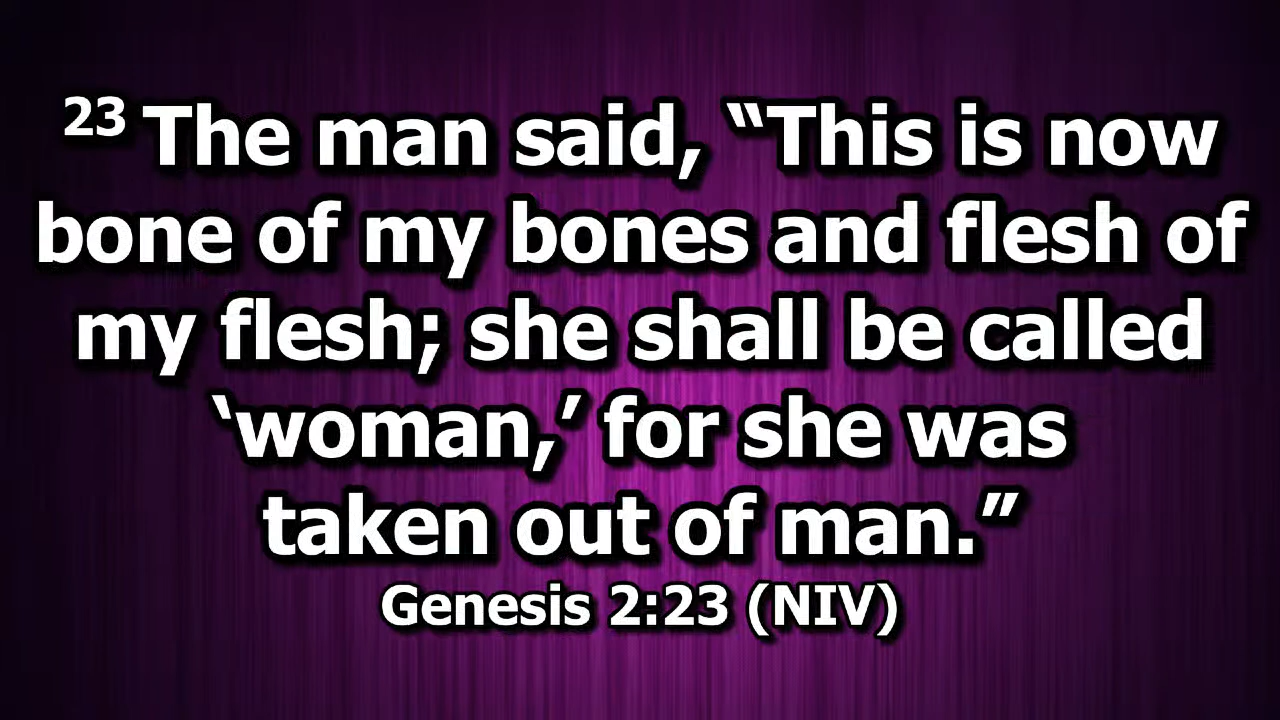 23 The man said, “This is now
bone of my bones and flesh of
my flesh; she shall be called
‘woman,’ for she was
taken out of man.”
Genesis 2:23 (NIV)